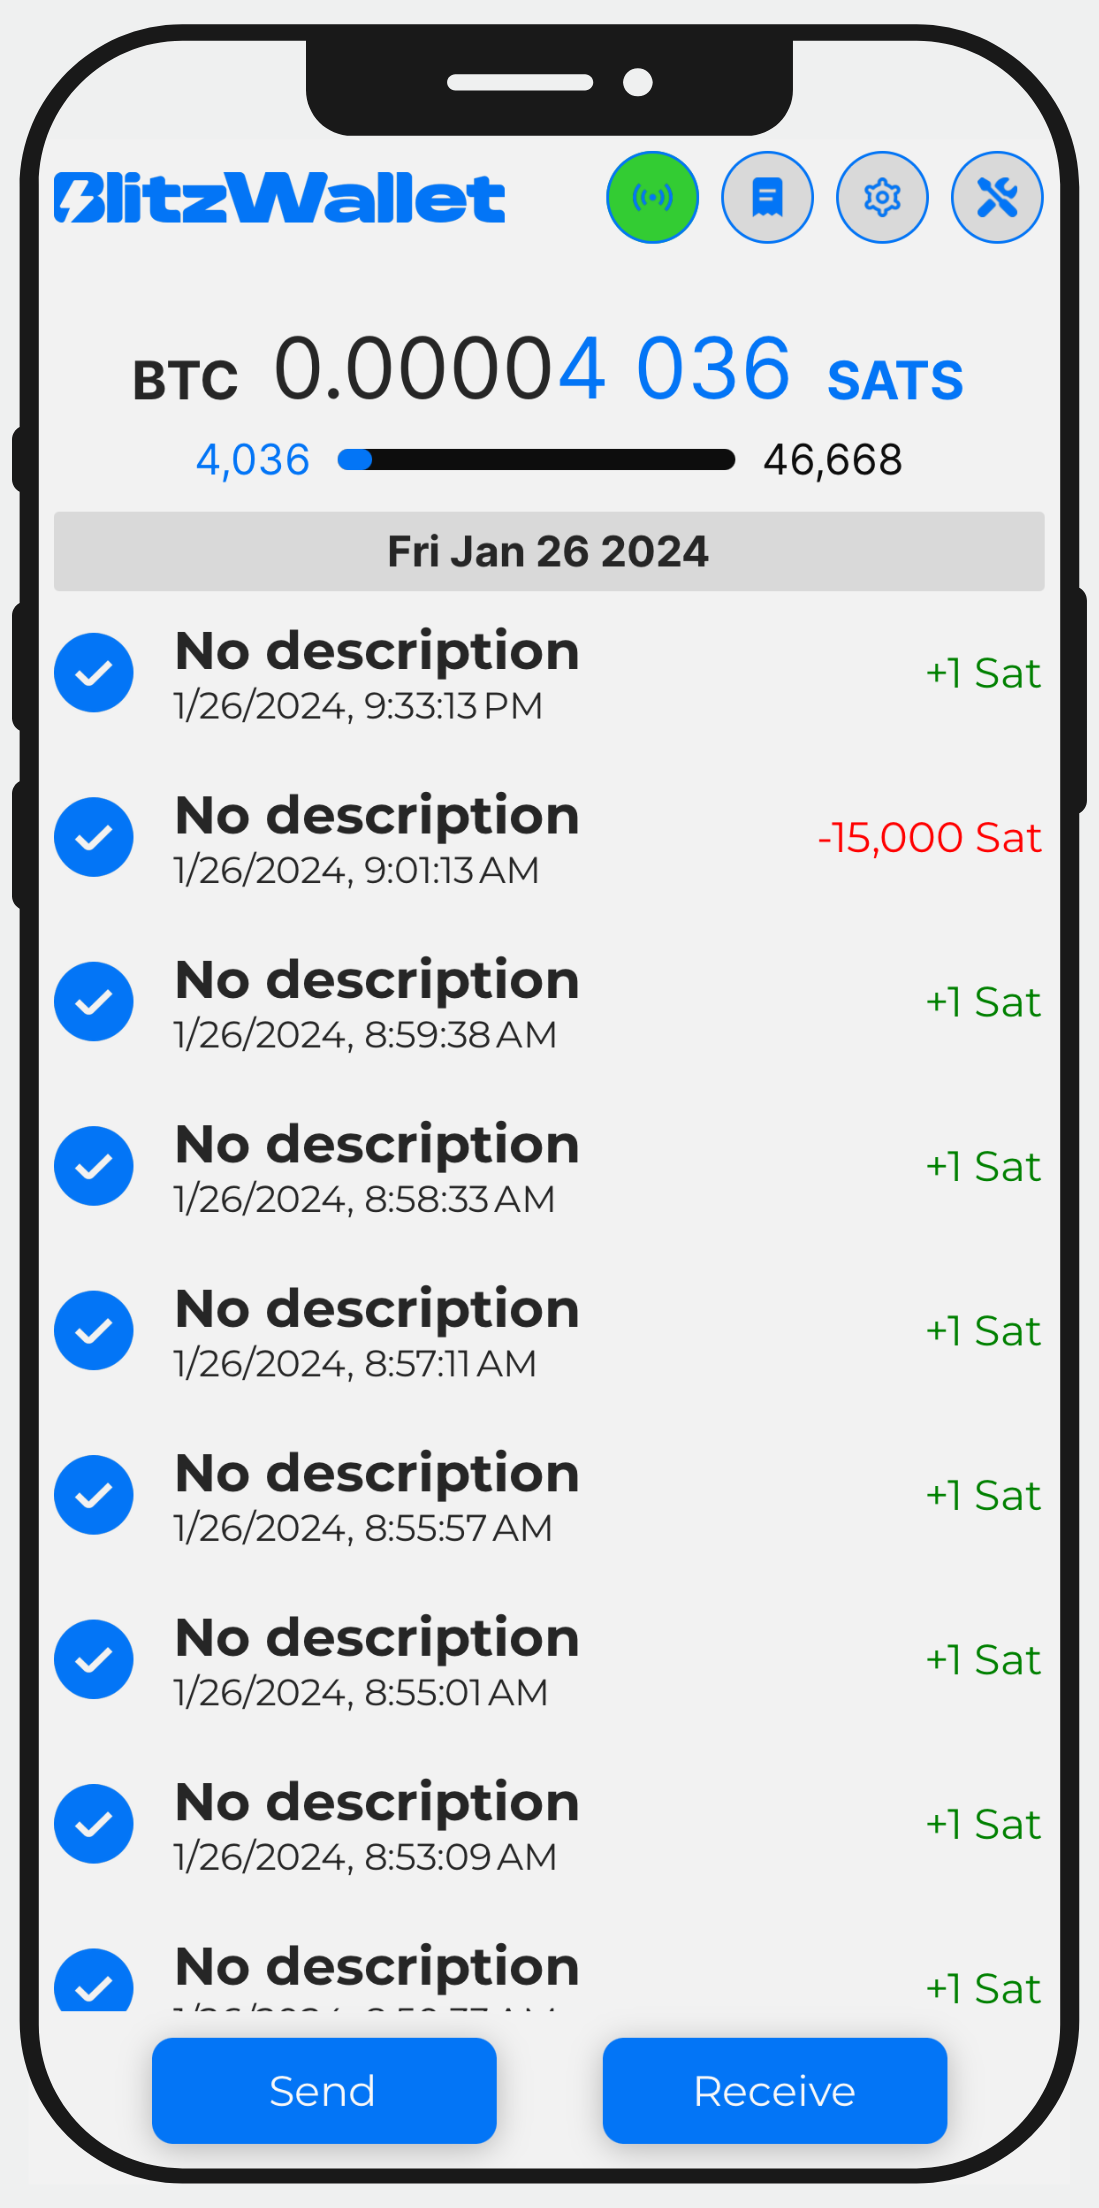 BlitzWallet
BTC 0.00004 036 SATS
4,036 46,668
Fri Jan 26 2024
No description
1/26/2024, 9:33:13 PM
+1 Sat
No description
1/26/2024, 9:01:13 AM
-15,000 Sat
No description
1/26/2024, 8:59:38 AM
+1 Sat
No description
1/26/2024, 8:58:33 AM
+1 Sat
No description
1/26/2024, 8:57:11 AM
+1 Sat
No description
1/26/2024, 8:55:57 AM
+1 Sat
No description
1/26/2024, 8:55:01 AM
+1 Sat
No description
1/26/2024, 8:53:09 AM
+1 Sat
No description
+1 Sat
Send
Receive